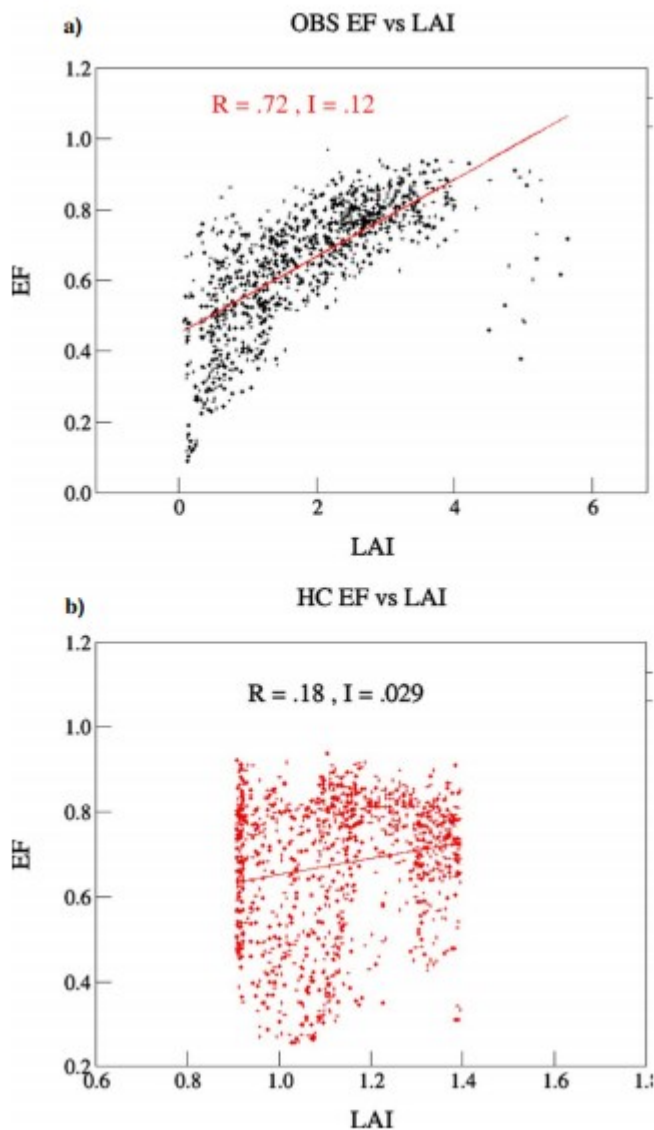 a)
OBS EF vs LAI
1.2
R = .72 , I = .12
1.0
0.8
EF
0.6
0.4
0.2
0.0
0 2 4 6
LAI
b)
HC EF vs LAI
1.2
R = .18 , I = .029
1.0
0.8
EF
0.6
0.4
0.2
0.6 0.8 1.0 1.2 1.4 1.6
LAI